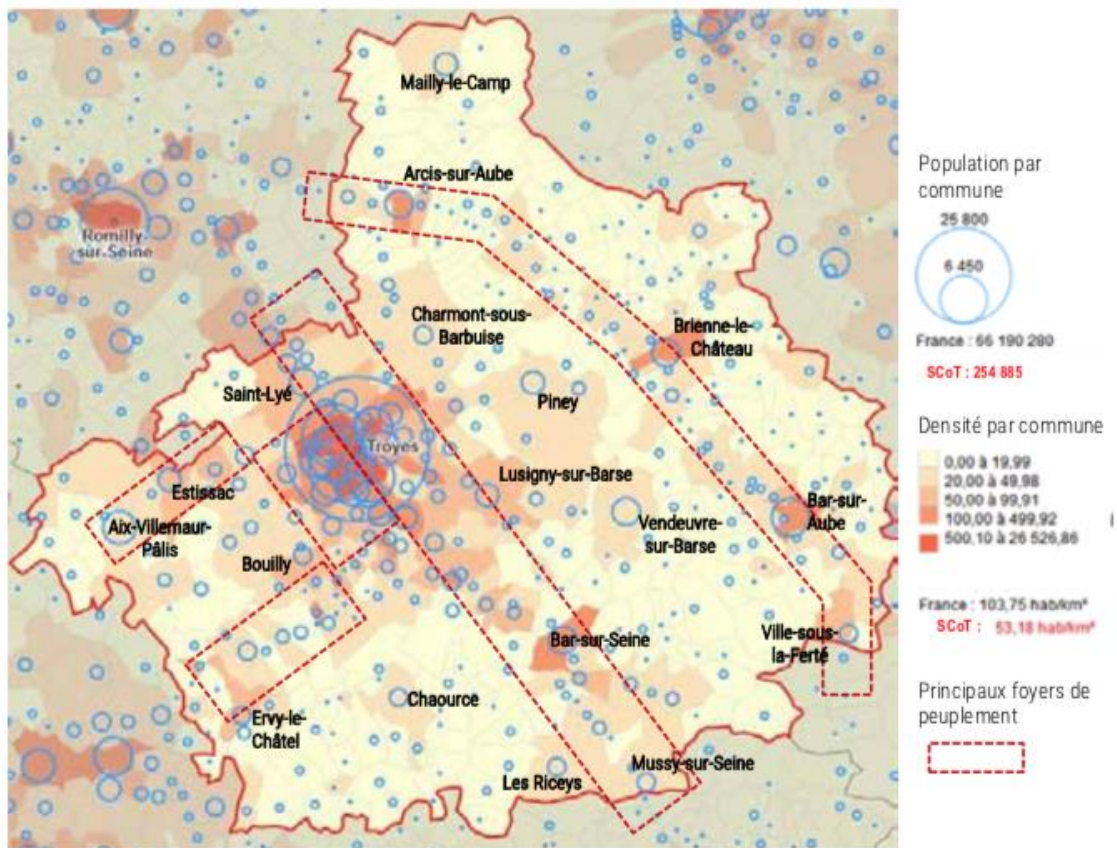 Mailly-le-Camp
Arcis-sur-Aube
Romilly-
sur-Seine
Charmont-sous-
Barbuise
Brienne-le-
Château
Saint-Lyé
Piney
Troyes
Lusigny-sur-Barse
Estissac
Bar-sur-
Aube
Aix-Villemaur-
Pâlis
Vendeuvre-
sur-Barse
Bouilly
Bar-sur-Seine
Ville-sous-
la-Ferté
Chaource
Ervy-le-
Châtel
Les Riceys
Mussy-sur-Seine
Population par
commune
25 800
6 450
France : 66 190 280
SCoT : 254 885
Densité par commune
0,00 à 19,99
20,00 à 49,98
50,00 à 99,91
100,00 à 499,92
500,10 à 26 526,86
France : 103,75 hab/km²
SCoT : 53,18 hab/km²
Principaux foyers de
peuplement